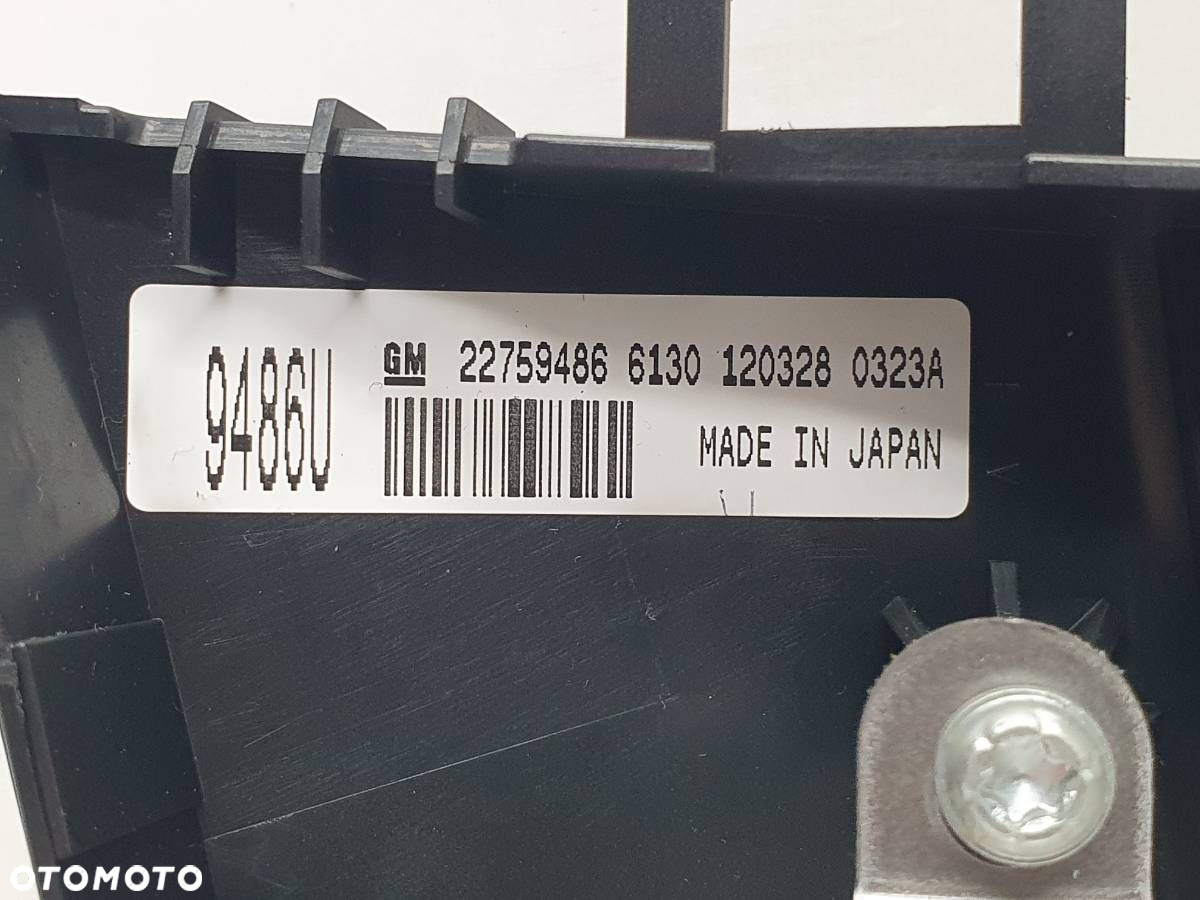 9486U
GM 22759486 6130 120328 0323A
MADE IN JAPAN
OTOMOTO